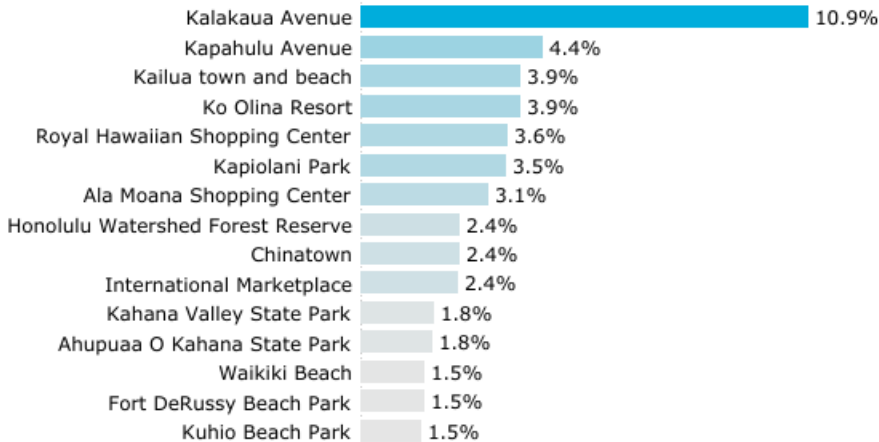 Kalakaua Avenue 10.9%
Kapahulu Avenue 4.4%
Kailua town and beach 3.9%
Ko Olina Resort 3.9%
Royal Hawaiian Shopping Center 3.6%
Kapiolani Park 3.5%
Ala Moana Shopping Center 3.1%
Honolulu Watershed Forest Reserve 2.4%
Chinatown 2.4%
International Marketplace 2.4%
Kahana Valley State Park 1.8%
Ahupuaa O Kahana State Park 1.8%
Waikiki Beach 1.5%
Fort DeRussy Beach Park 1.5%
Kuhio Beach Park 1.5%